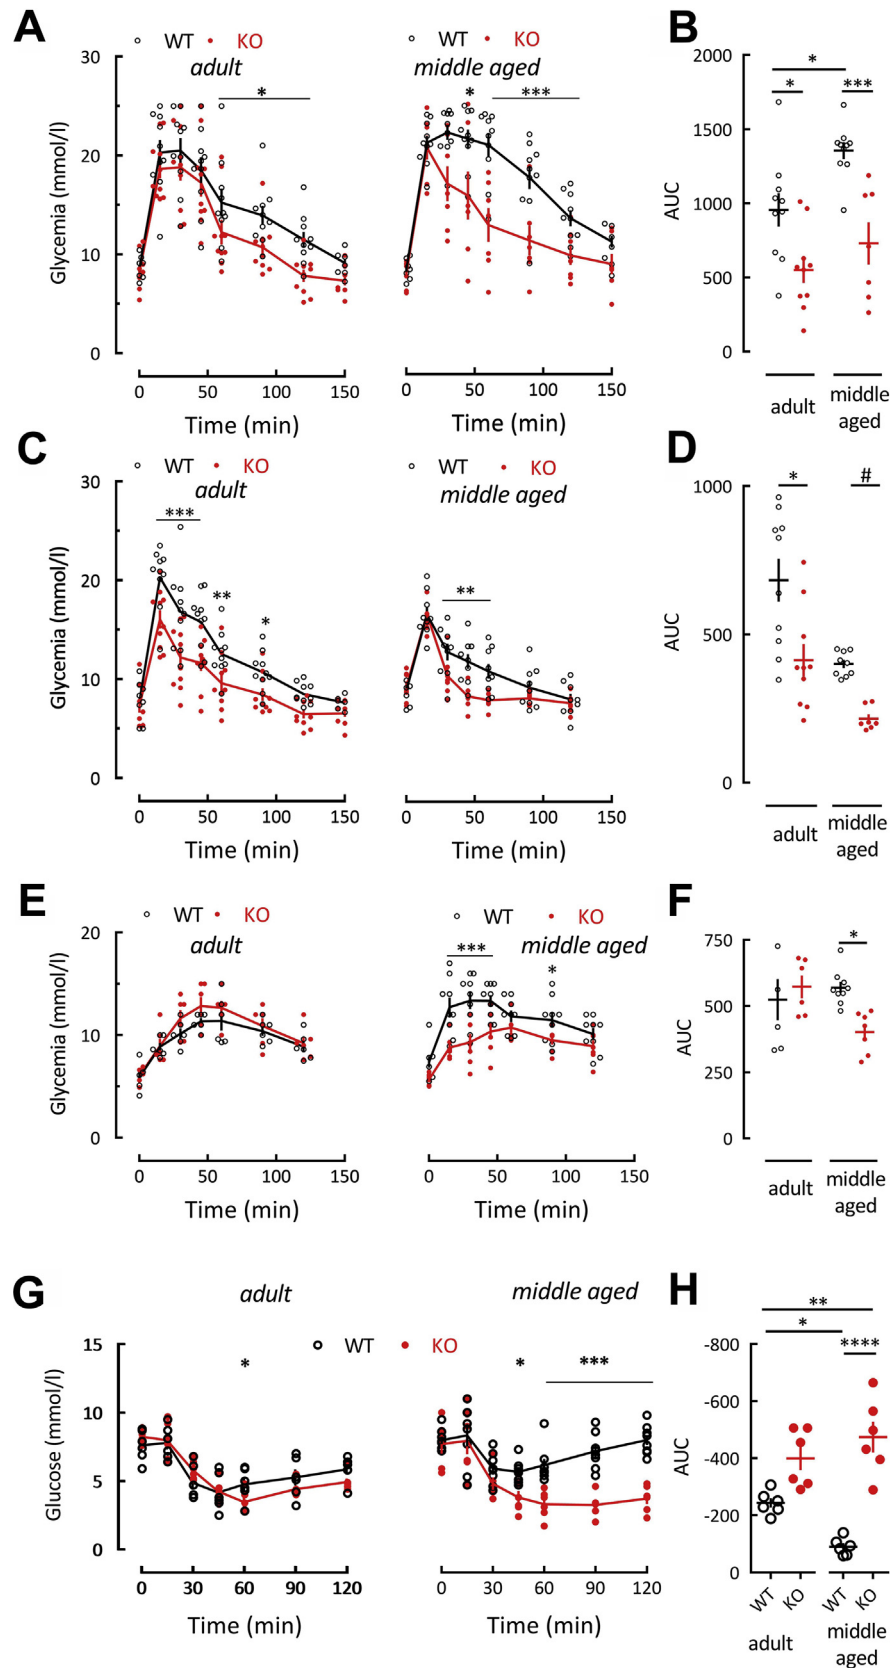 A
WT KO
adult
WT KO
middle aged
B
30
20
10
0
Glycemia (mmol/l)
*
* ***
0 50 100 150
0 50 100 150
Time (min)
Time (min)
2000
1500
1000
500
0
AUC
*
* ***
adult
middle
aged
C
WT KO
adult
WT KO
middle aged
D
30
20
10
0
Glycemia (mmol/l)
***
**
*
**
0 50 100 150
0 50 100 150
Time (min)
Time (min)
1000
500
0
AUC
* #
adult
middle
aged
E
WT KO
adult
WT KO
middle aged
F
20
10
0
Glycemia (mmol/l)
***
*
0 50 100 150
0 50 100 150
Time (min)
Time (min)
750
500
250
0
AUC
*
adult
middle
aged
G
adult
middle aged
H
WT KO
15
10
5
0
Glucose (mmol/l)
*
* ***
0 30 60 90 120
0 30 60 90 120
Time (min)
Time (min)
-800
-600
-400
-200
0
AUC
**
*
****
WT KO WT KO
adult
middle
aged